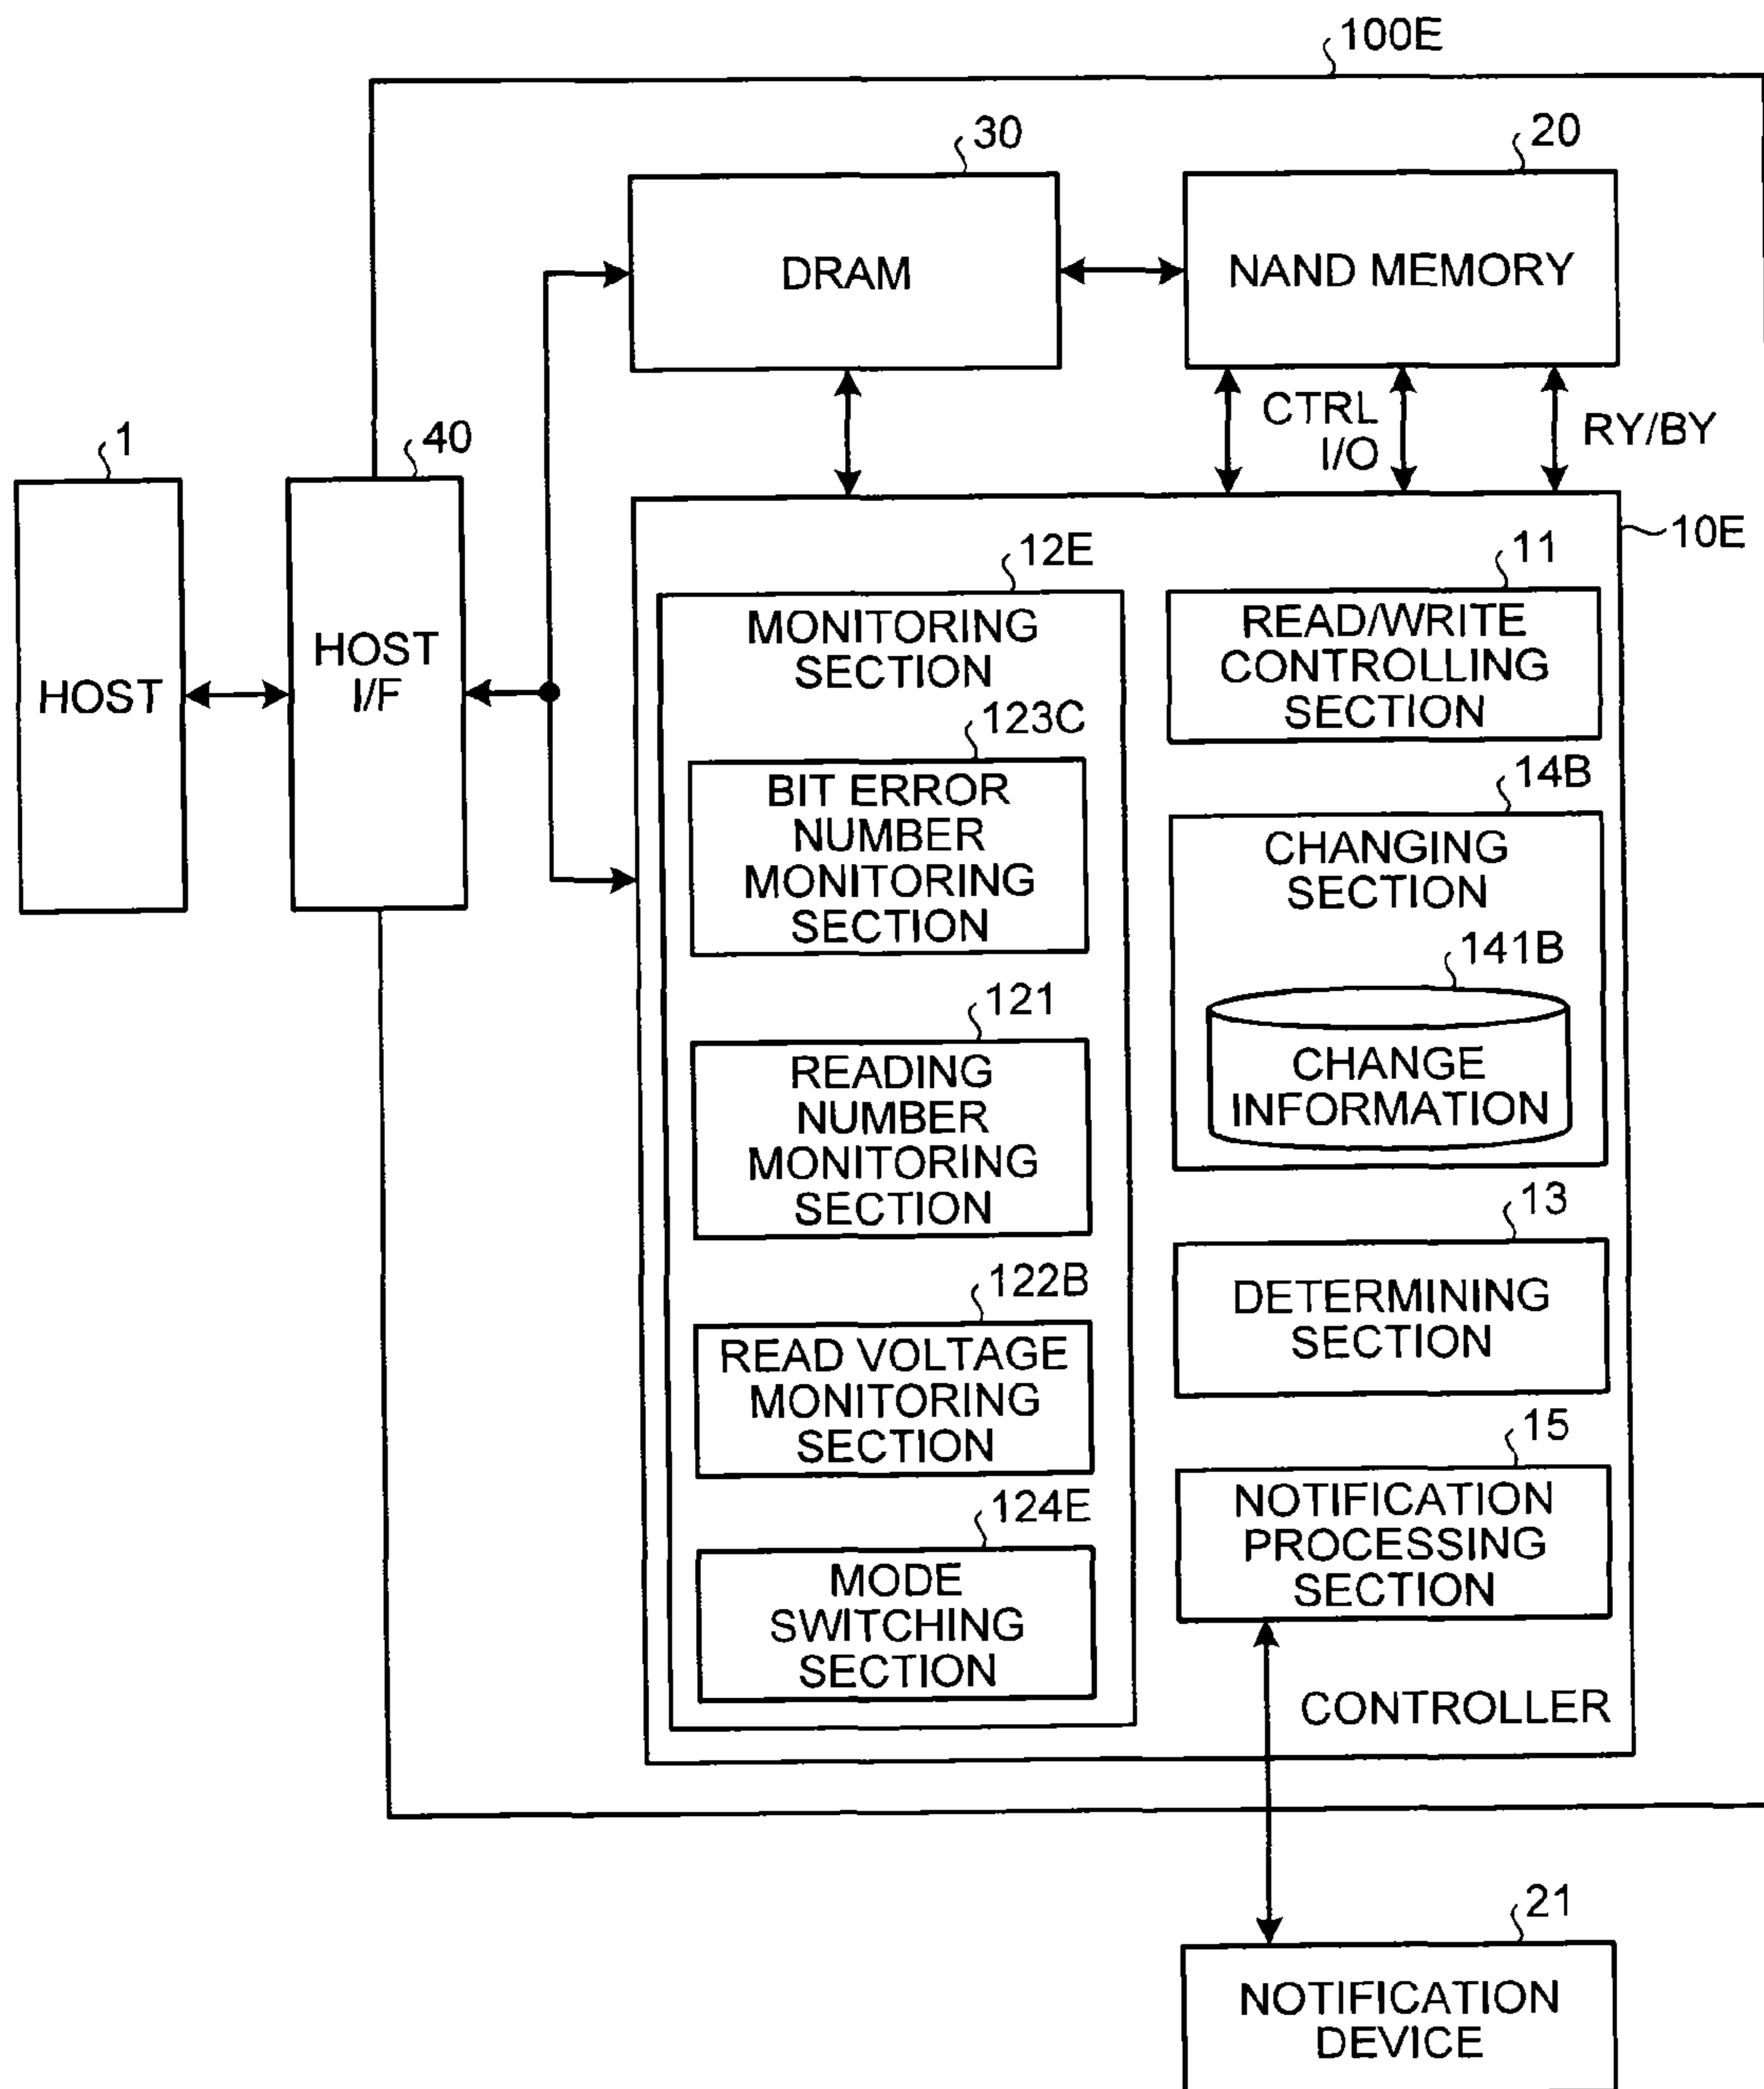 100E
30
20
DRAM
NAND MEMORY
CTRL
I/O
RY/BY
1
40
HOST
HOST
I/F
10E
12E
MONITORING
SECTION
11
READ/WRITE
CONTROLLING
SECTION
123C
BIT ERROR
NUMBER
MONITORING
SECTION
14B
CHANGING
SECTION
141B
CHANGE
INFORMATION
121
READING
NUMBER
MONITORING
SECTION
13
DETERMINING
SECTION
122B
READ VOLTAGE
MONITORING
SECTION
15
NOTIFICATION
PROCESSING
SECTION
124E
MODE
SWITCHING
SECTION
CONTROLLER
21
NOTIFICATION
DEVICE